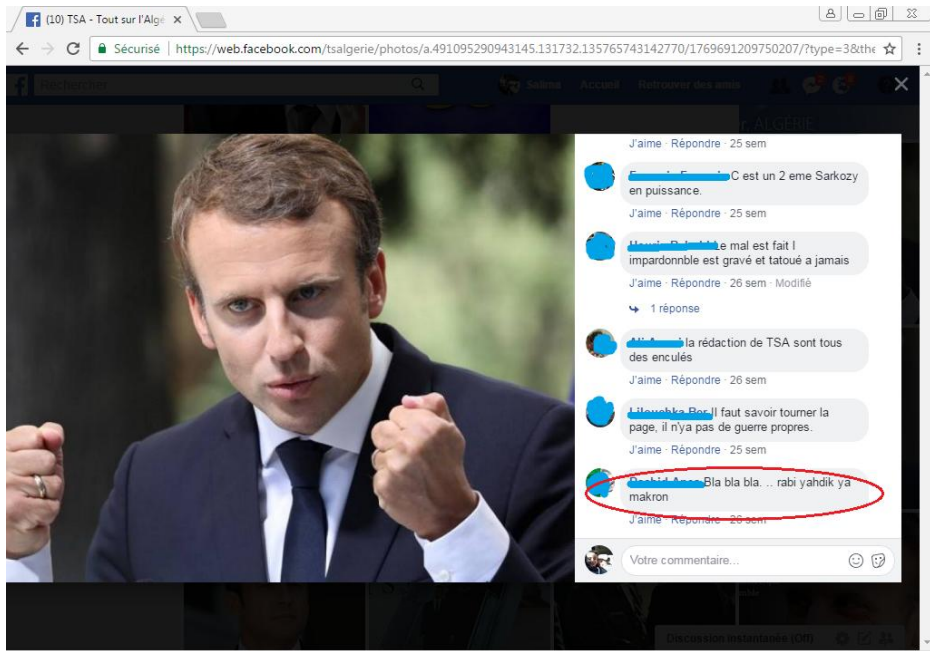 (10) TSA - Tout sur l'Algé
Sécurisé | https://web.facebook.com/tsalgerie/photos/a.491095290943145.131732.135765743142770/1769691209750207/?type=3&the
Rechercher
Salima Accueil Retrouver des amis
ALGÉRIE
J'aime · Répondre · 25 sem
C est un 2 eme Sarkozy
en puissance.
J'aime · Répondre · 25 sem
Le mal est fait l
impardonnble est gravé et tatoué a jamais
J'aime · Répondre · 26 sem · Modifié
1 réponse
la rédaction de TSA sont tous
des enculés
J'aime · Répondre · 26 sem
Il faut savoir tourner la
page, il n'ya pas de guerre propres.
J'aime · Répondre · 25 sem
Bla bla bla. .. rabi yahdik ya
makron
J'aime · Répondre · 26 sem
Votre commentaire...
Discussion instantanée (Off)